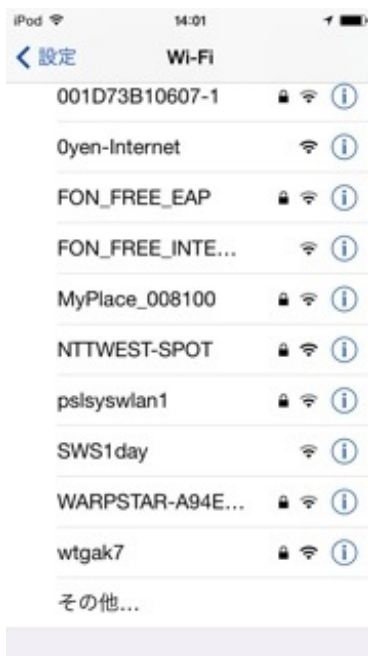 iPod 14:01
設定 Wi-Fi
001D73B10607-1
0yen-Internet
FON_FREE_EAP
FON_FREE_INTE...
MyPlace_008100
NTTWEST-SPOT
pslsyswlan1
SWS1day
WARPSTAR-A94E...
wtgak7
その他...